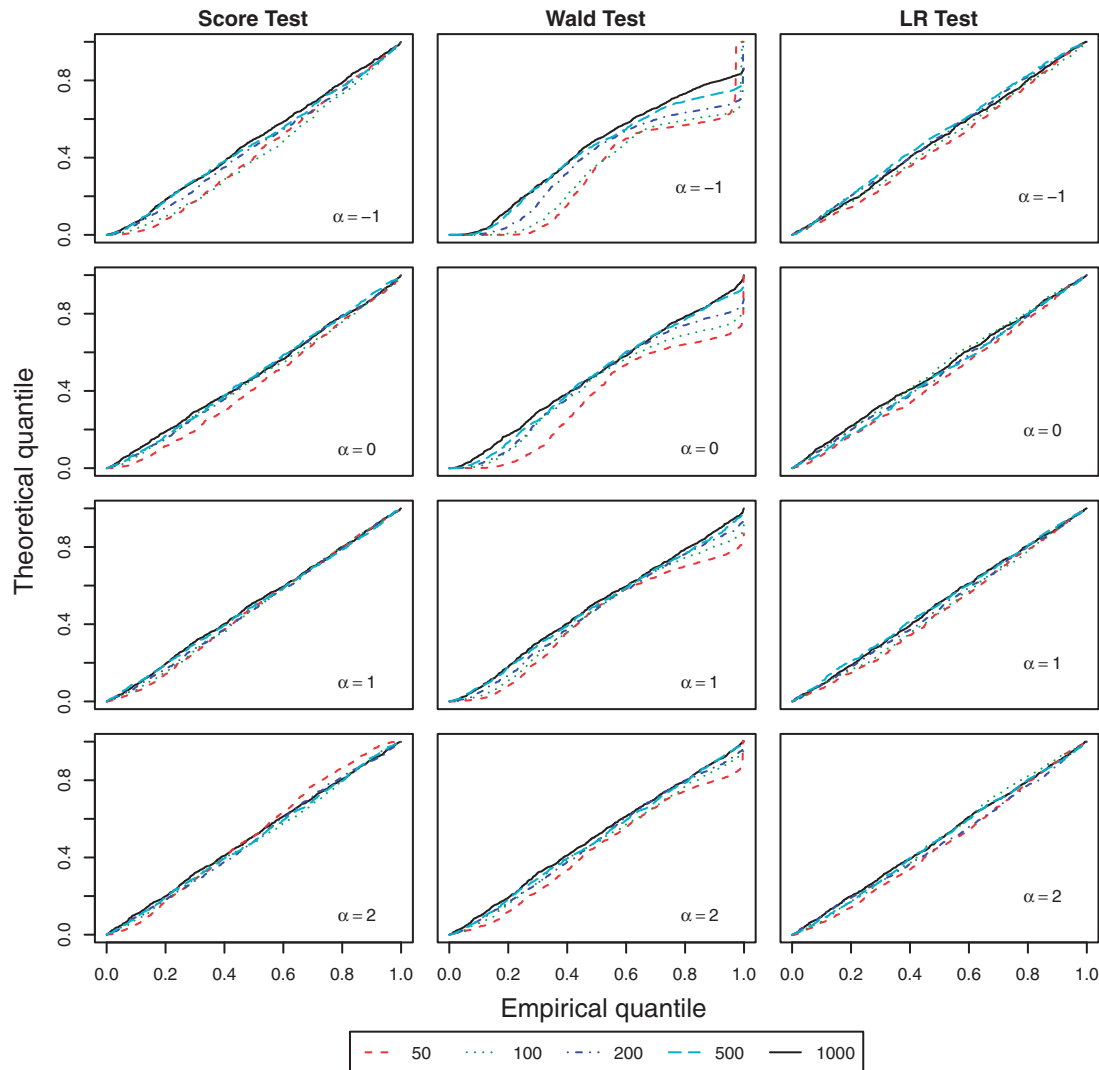 Score Test Wald Test LR Test
0.0 0.4 0.8
α = −1 α = −1 α = −1
0.0 0.4 0.8
α = 0 α = 0 α = 0
Theoretical quantile
0.0 0.4 0.8
α = 1 α = 1 α = 1
0.0 0.4 0.8
α = 2 α = 2 α = 2
0.0 0.2 0.4 0.6 0.8 1.0 0.0 0.2 0.4 0.6 0.8 1.0 0.0 0.2 0.4 0.6 0.8 1.0
Empirical quantile
50 100 200 500 1000